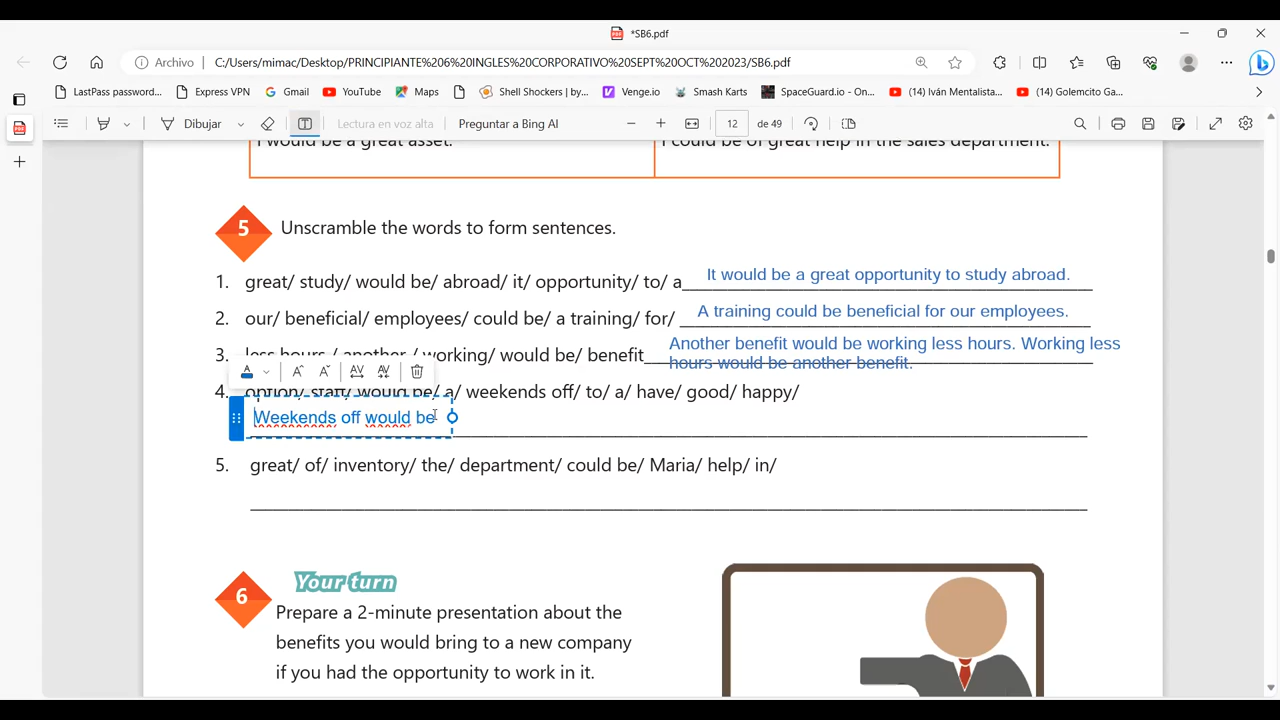 *SB6.pdf
Archivo C:/Users/mimac/Desktop/PRINCIPIANTE%206%20INGLES%20CORPORATIVO%20SEPT%20OCT%202023/SB6.pdf
LastPass password... Express VPN Gmail YouTube Maps Shell Shockers | by... Venge.io Smash Karts SpaceGuard.io - On... (14) Iván Mentalista... (14) Golemcito Ga...
Dibujar Lectura en voz alta Preguntar a Bing AI 12 de 49
I would be a great asset. I could be of great help in the sales department.
5 Unscramble the words to form sentences.
1. great/ study/ would be/ abroad/ it/ opportunity/ to/ a It would be a great opportunity to study abroad.
2. our/ beneficial/ employees/ could be/ a training/ for/ A training could be beneficial for our employees.
3. less hours / another / working/ would be/ benefit Another benefit would be working less hours. Working less
hours would be another benefit.
4. option/ staff/ would be/ a/ weekends off/ to/ a/ have/ good/ happy/
Weekends off would be
5. great/ of/ inventory/ the/ department/ could be/ Maria/ help/ in/
6 Your turn
Prepare a 2-minute presentation about the
benefits you would bring to a new company
if you had the opportunity to work in it.